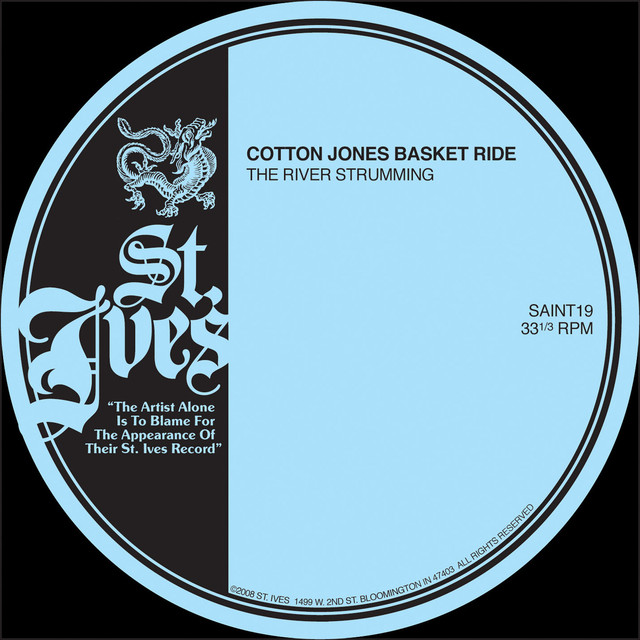 COTTON JONES BASKET RIDE
THE RIVER STRUMMING
St.
Ives
"The Artist Alone
Is To Blame For
The Appearance Of
Their St. Ives Record"
SAINT19
33 1/3 RPM
©2008 ST. IVES 1499 W. 2ND ST. BLOOMINGTON IN 47403 ALL RIGHTS RESERVED